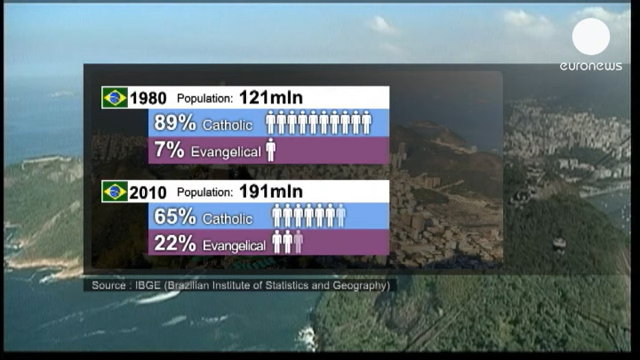 euronews
1980 Population: 121mln
89% Catholic
7% Evangelical
2010 Population: 191mln
65% Catholic
22% Evangelical
Source : IBGE (Brazilian Institute of Statistics and Geography)